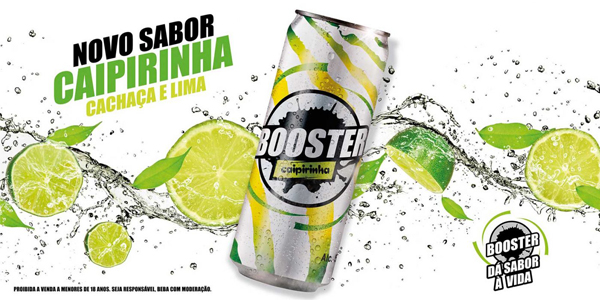 NOVO SABOR
CAIPIRINHA
CACHAÇA E LIMA
BOOSTER
caipirinha
BOOSTER
DÁ SABOR
À VIDA
PROIBIDA A VENDA A MENORES DE 18 ANOS. SEJA RESPONSÁVEL, BEBA COM MODERAÇÃO.